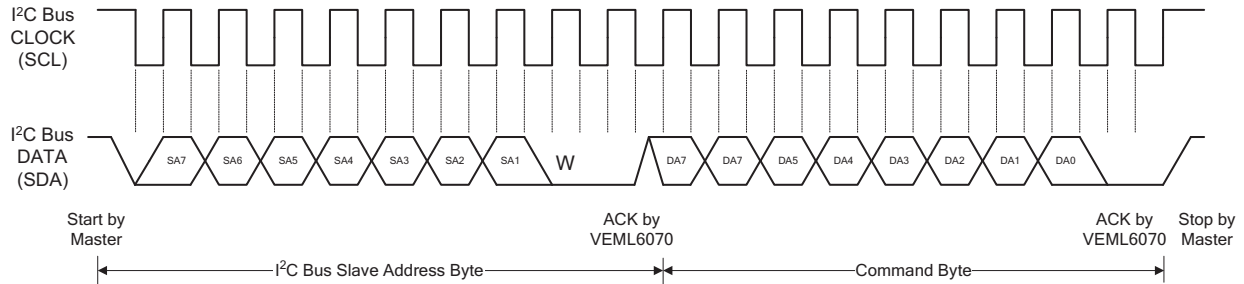 I²C Bus
CLOCK
(SCL)
I²C Bus
DATA
(SDA)
SA7 SA6 SA5 SA4 SA3 SA2 SA1 W DA7 DA7 DA5 DA4 DA3 DA2 DA1 DA0
Start by
Master
ACK by
VEML6070
ACK by
VEML6070
Stop by
Master
I²C Bus Slave Address Byte
Command Byte